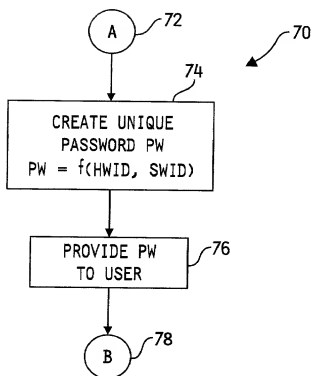 A
72
70
74
CREATE UNIQUE
PASSWORD PW
PW = f(HWID, SWID)
PROVIDE PW
TO USER
76
B
78